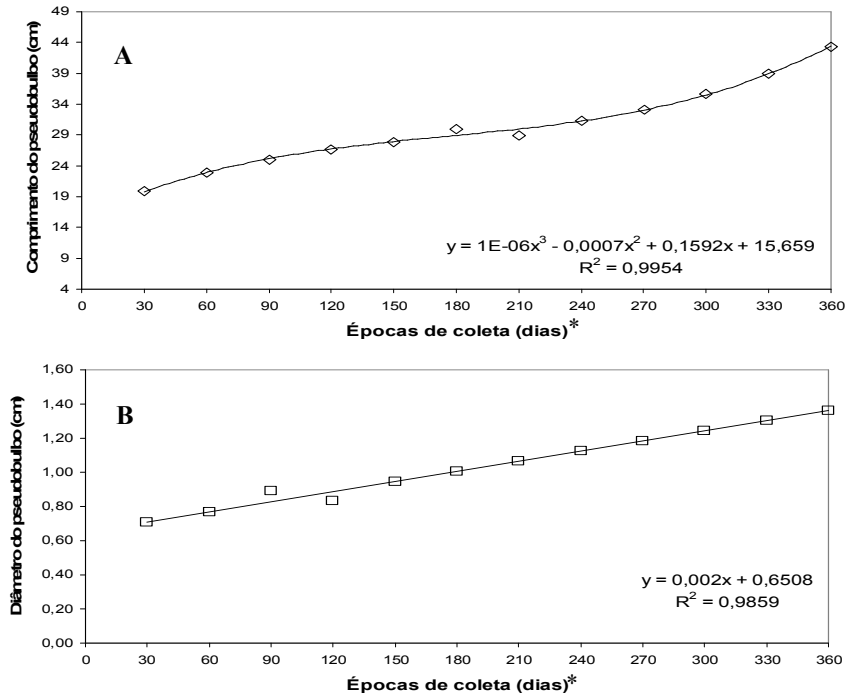 Comprimento do pseudobulbo (cm)
49
44
39
34
29
24
19
14
9
4
A
y = 1E-06x³ - 0,0007x² + 0,1592x + 15,659
R² = 0,9954
0 30 60 90 120 150 180 210 240 270 300 330 360
Épocas de coleta (dias)*
Diâmetro do pseudobulbo (cm)
1,60
1,40
1,20
1,00
0,80
0,60
0,40
0,20
0,00
B
y = 0,002x + 0,6508
R² = 0,9859
0 30 60 90 120 150 180 210 240 270 300 330 360
Épocas de coleta (dias)*